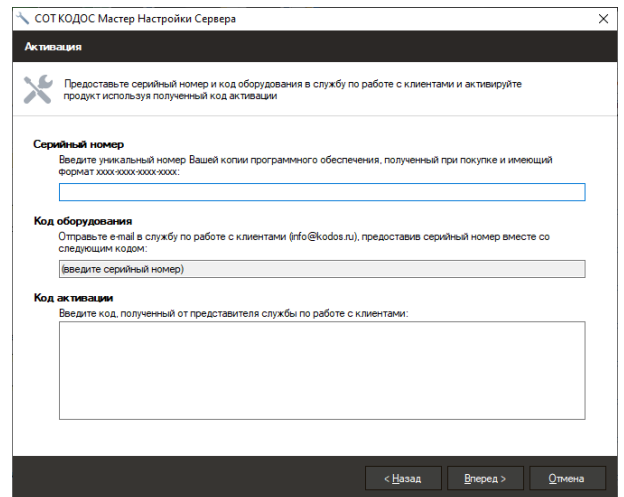 СОТ КОДОС Мастер Настройки Сервера
Активация
Предоставьте серийный номер и код оборудования в службу по работе с клиентами и активируйте
продукт используя полученный код активации
Серийный номер
Введите уникальный номер Вашей копии программного обеспечения, полученный при покупке и имеющий
формат xxxx-xxxx-xxxx-xxxx:
Код оборудования
Отправьте e-mail в службу по работе с клиентами (info@kodos.ru), предоставив серийный номер вместе со
следующим кодом:
(введите серийный номер)
Код активации
Введите код, полученный от представителя службы по работе с клиентами:
< Назад
Вперед >
Отмена